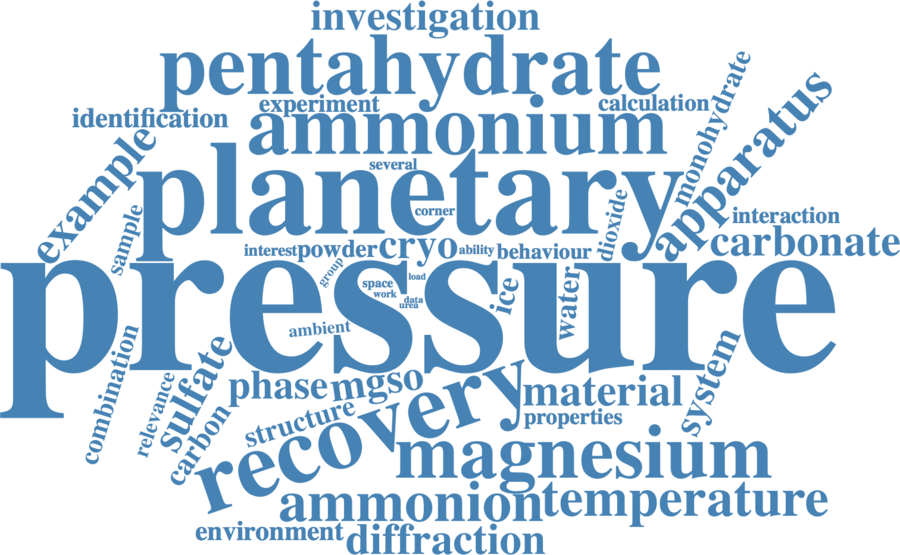 investigation
pentahydrate
experiment
calculation
identification
ammonium
monohydrate
apparatus
example
several
planetary
sample
corner
dioxide
interaction
carbonate
interest
powder
cryo
ability
behaviour
pressure
group
space
load
work
data
urea
ice
water
ambient
combination
relevance
sulfate
carbon
phase
mgso
structure
recovery
material
properties
system
magnesium
ammonion
temperature
environment
diffraction